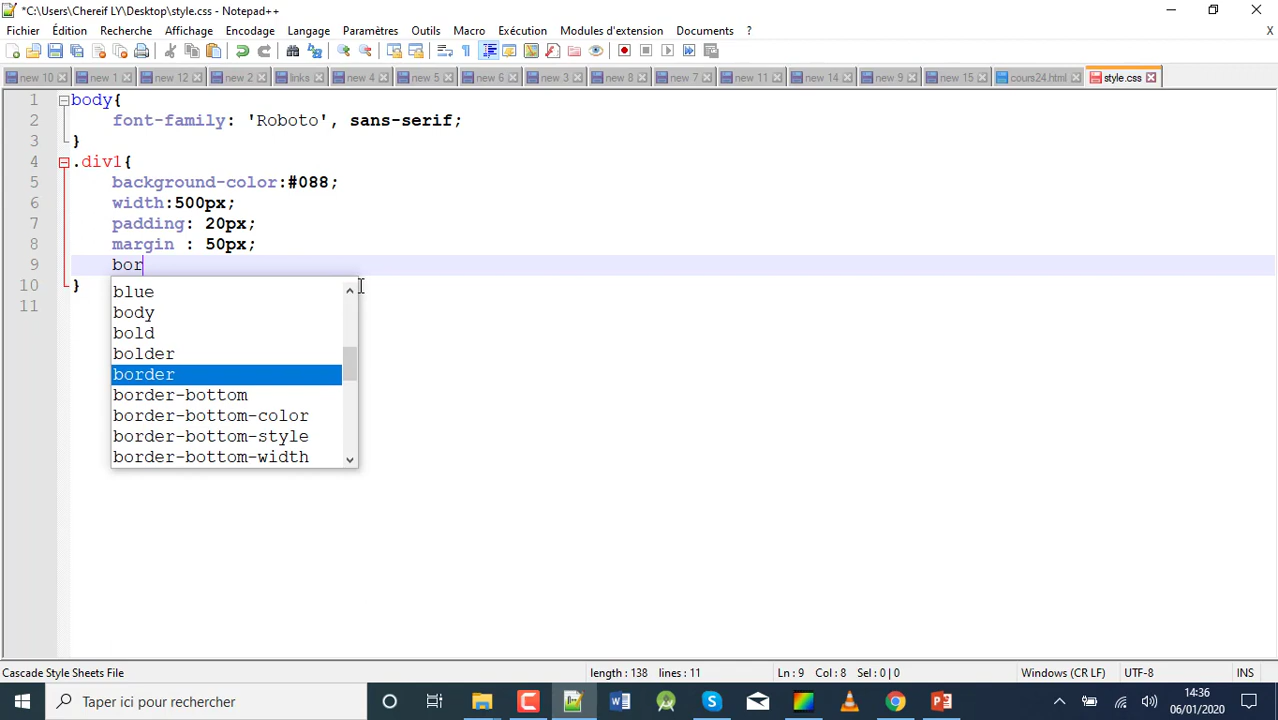 *C:\Users\Chereif LY\Desktop\style.css - Notepad++
Fichier Édition Recherche Affichage Encodage Langage Paramètres Outils Macro Exécution Modules d'extension Documents ? X
new 10 new 1 new 12 new 2 links new 4 new 5 new 6 new 3 new 8 new 7 new 11 new 14 new 9 new 15 cours24.html style.css
1 body{
2 font-family: 'Roboto', sans-serif;
3 }
4 .div1{
5 background-color:#088;
6 width:500px;
7 padding: 20px;
8 margin : 50px;
9 bor
10 }
11
blue
body
bold
bolder
border
border-bottom
border-bottom-color
border-bottom-style
border-bottom-width
Cascade Style Sheets File length : 138 lines : 11 Ln : 9 Col : 8 Sel : 0 | 0 Windows (CR LF) UTF-8 INS
Taper ici pour rechercher
14:36
06/01/2020